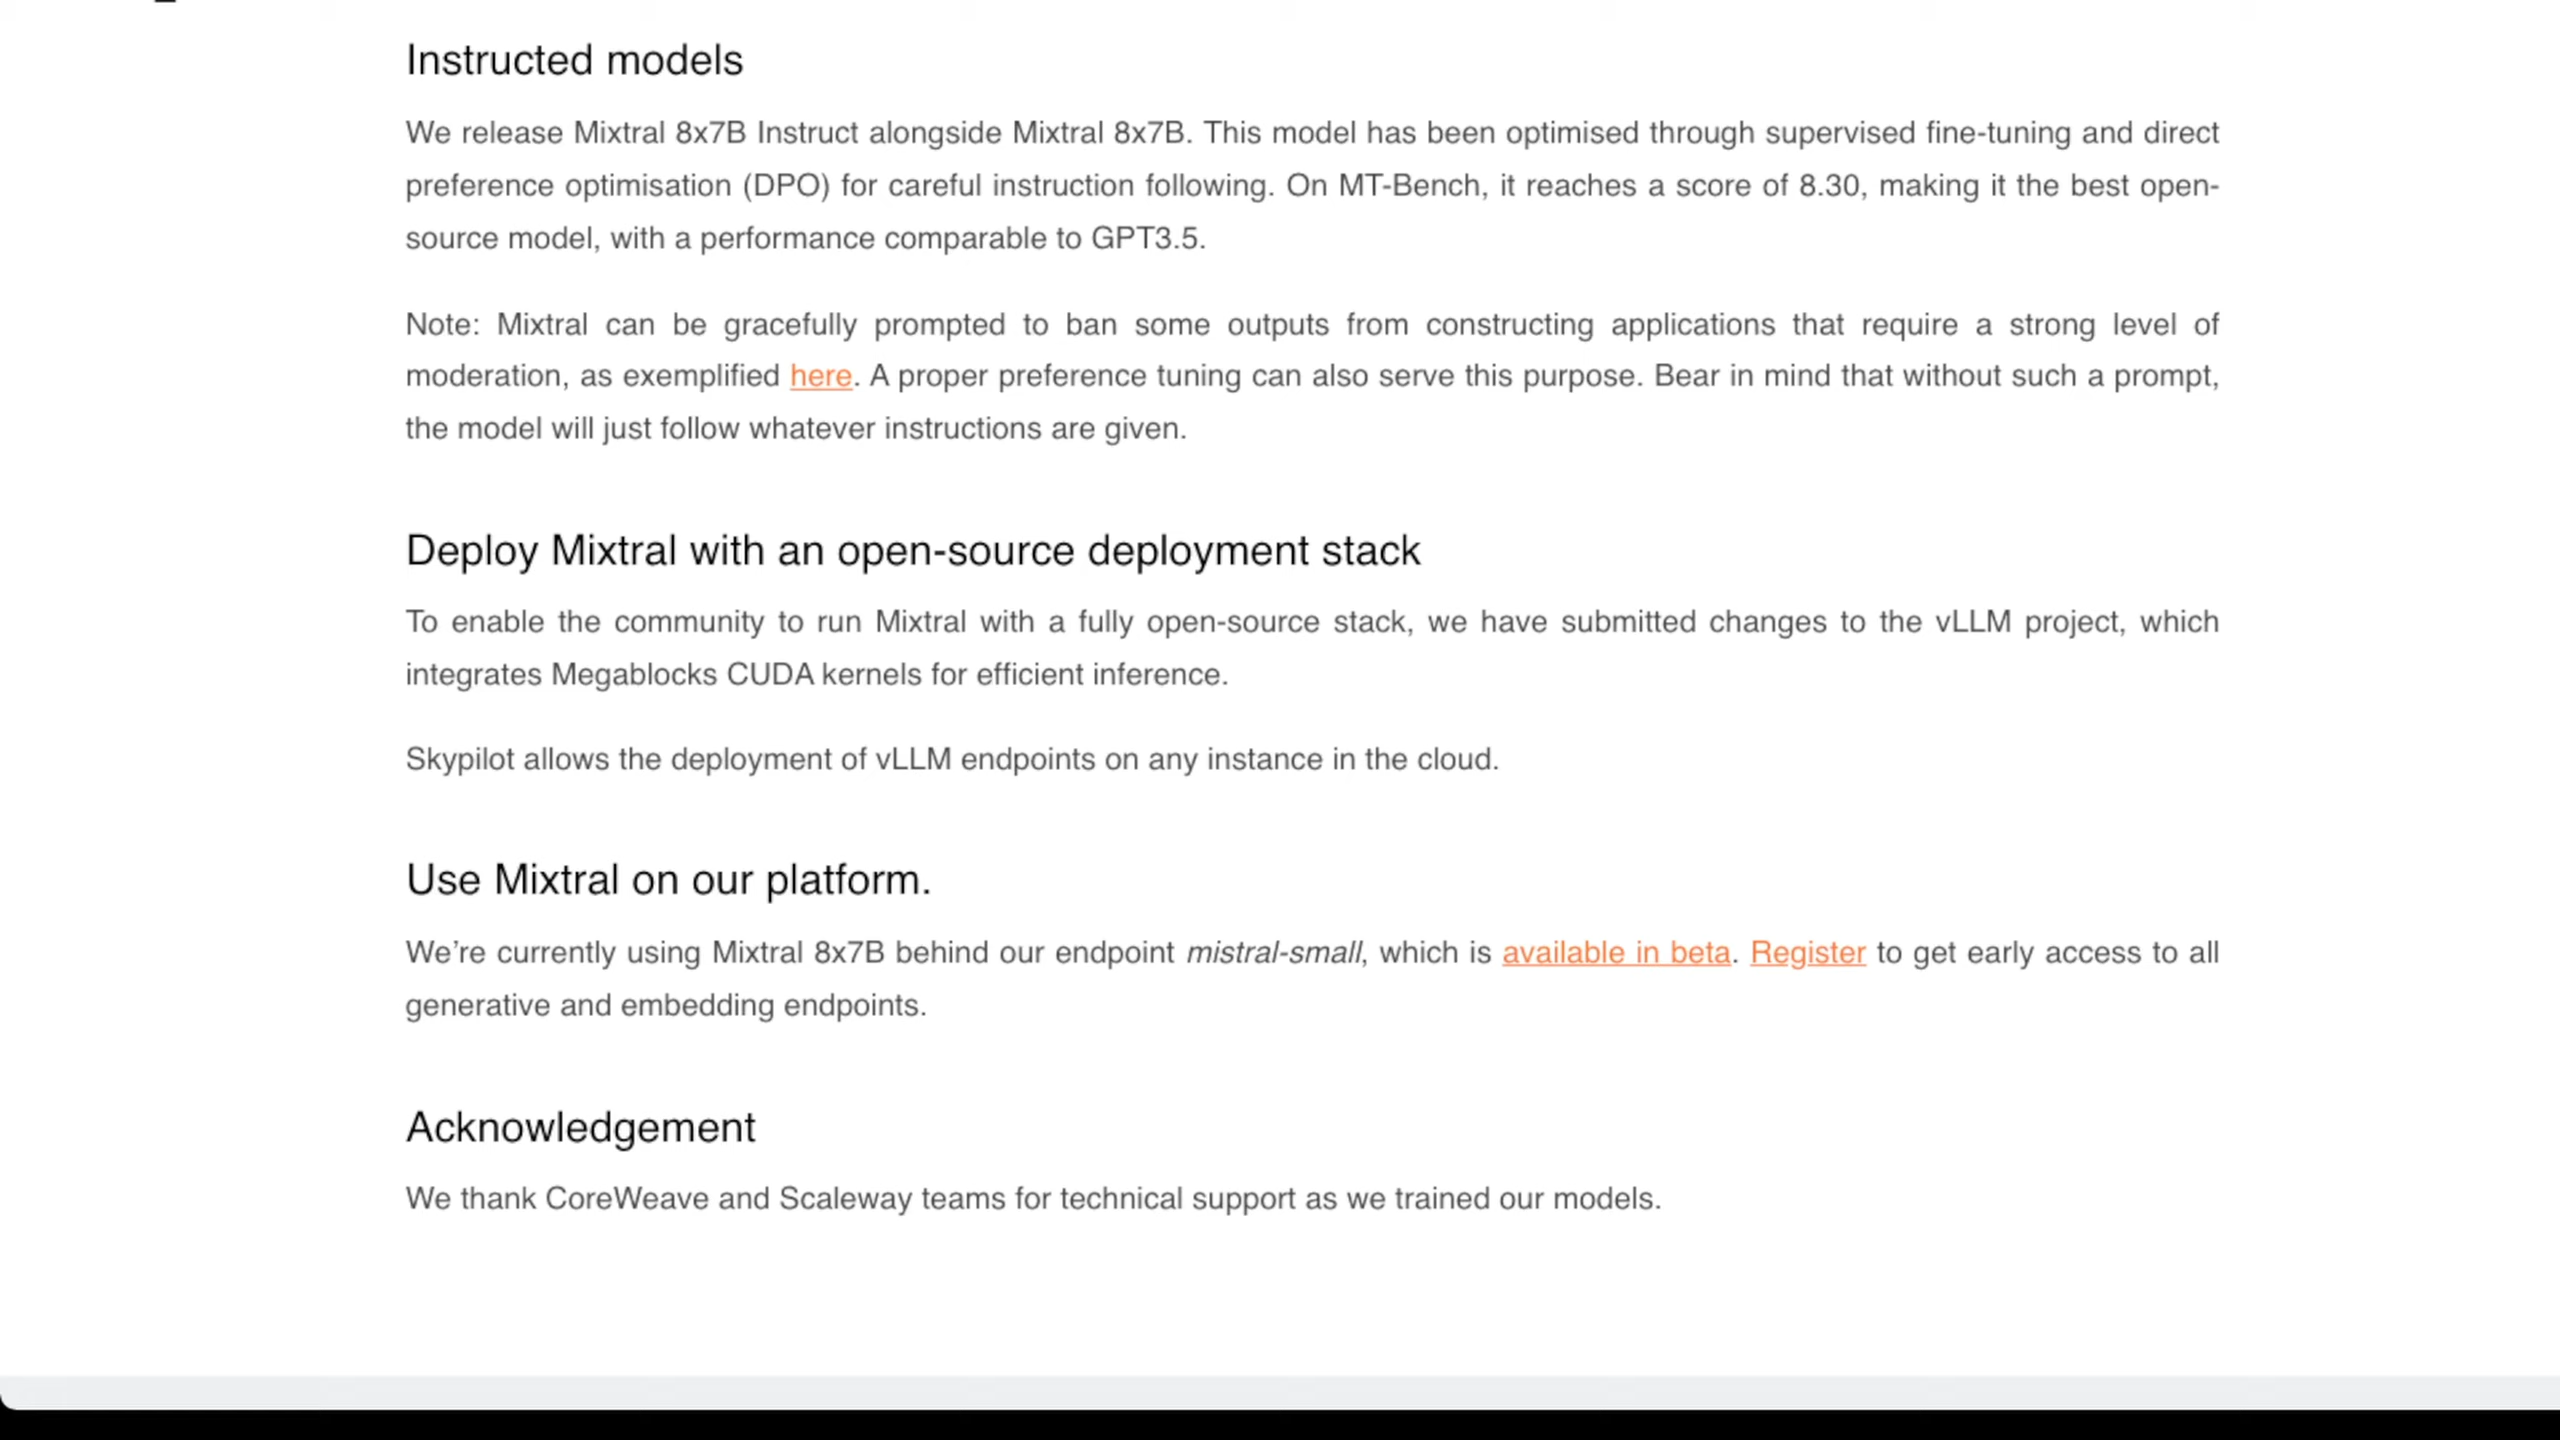 Instructed models
We release Mixtral 8x7B Instruct alongside Mixtral 8x7B. This model has been optimised through supervised fine-tuning and direct
preference optimisation (DPO) for careful instruction following. On MT-Bench, it reaches a score of 8.30, making it the best open-
source model, with a performance comparable to GPT3.5.
Note: Mixtral can be gracefully prompted to ban some outputs from constructing applications that require a strong level of
moderation, as exemplified here. A proper preference tuning can also serve this purpose. Bear in mind that without such a prompt,
the model will just follow whatever instructions are given.
Deploy Mixtral with an open-source deployment stack
To enable the community to run Mixtral with a fully open-source stack, we have submitted changes to the vLLM project, which
integrates Megablocks CUDA kernels for efficient inference.
Skypilot allows the deployment of vLLM endpoints on any instance in the cloud.
Use Mixtral on our platform.
We’re currently using Mixtral 8x7B behind our endpoint mistral-small, which is available in beta. Register to get early access to all
generative and embedding endpoints.
Acknowledgement
We thank CoreWeave and Scaleway teams for technical support as we trained our models.